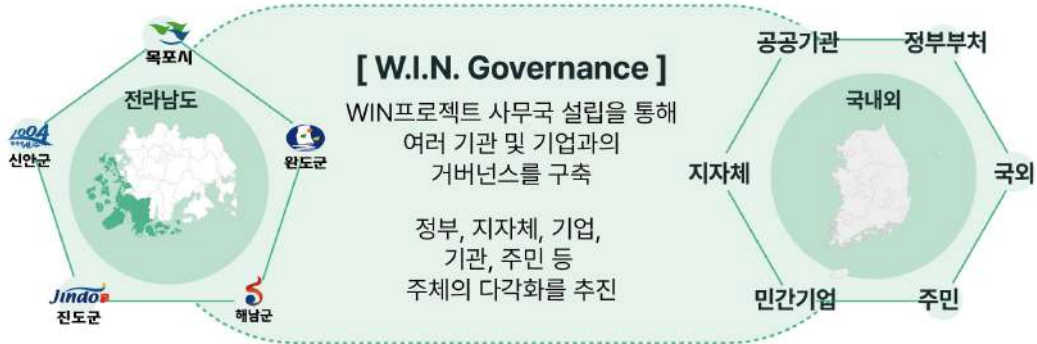 목포시
전라남도
1004
신안군
완도군
Jindo
진도군
해남군
[ W.I.N. Governance ]
WIN프로젝트 사무국 설립을 통해
여러 기관 및 기업과의
거버넌스를 구축
정부, 지자체, 기업,
기관, 주민 등
주체의 다각화를 추진
공공기관
정부부처
국내외
지자체
국외
민간기업
주민